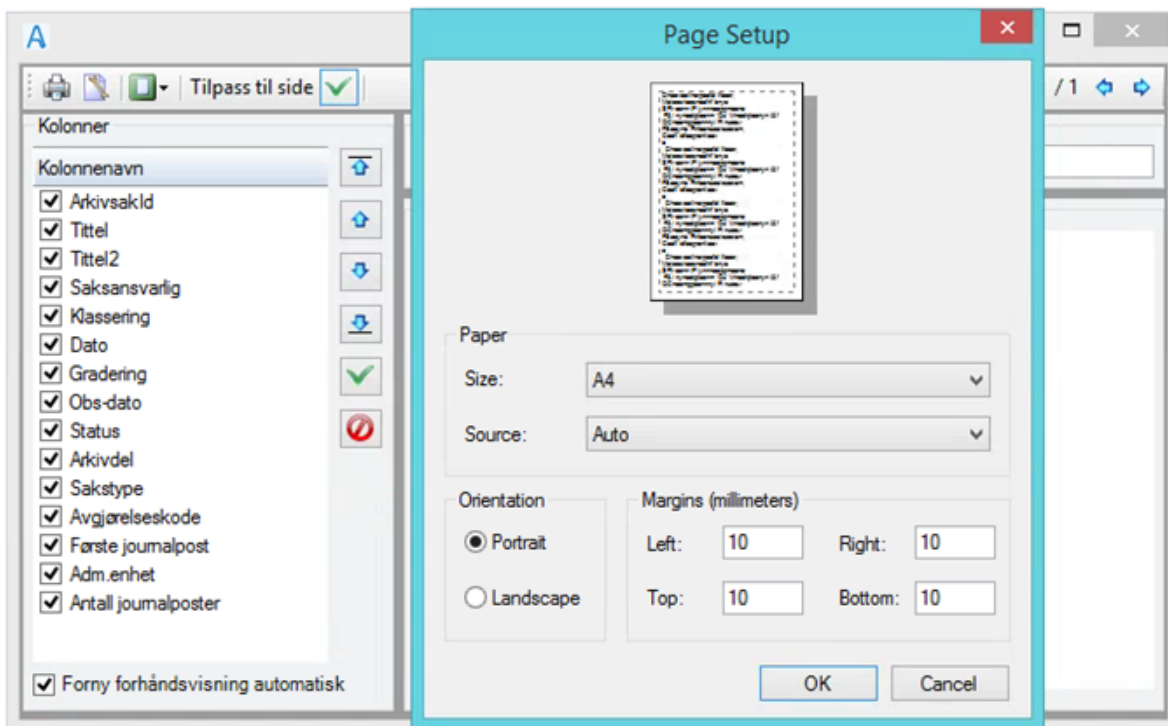 Page Setup
Tilpass til side
/ 1
Kolonner
Kolonnenavn
ArkivsakId
Tittel
Tittel2
Saksansvarlig
Klassering
Dato
Gradering
Obs-dato
Status
Arkivdel
Sakstype
Avgjørelseskode
Første journalpost
Adm.enhet
Antall journalposter
Forny forhåndsvisning automatisk
Paper
Size: A4
Source: Auto
Orientation
Portrait
Landscape
Margins (millimeters)
Left: 10 Right: 10
Top: 10 Bottom: 10
OK Cancel